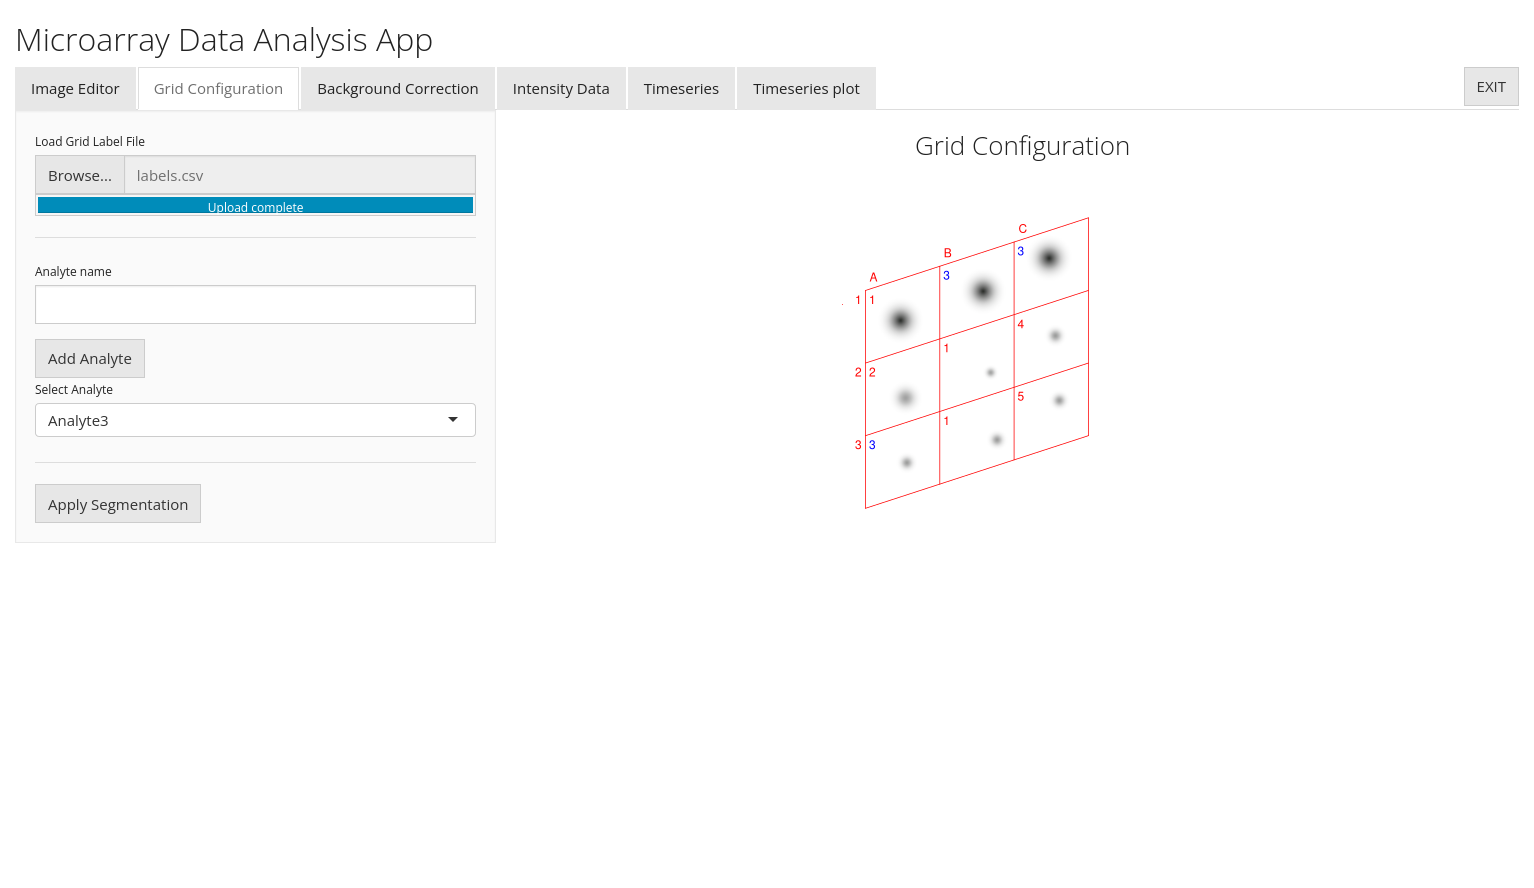 Microarray Data Analysis App
Image Editor Grid Configuration Background Correction Intensity Data Timeseries Timeseries plot EXIT
Load Grid Label File
Browse... labels.csv
Upload complete
Analyte name
Add Analyte
Select Analyte
Analyte3
Apply Segmentation
Grid Configuration
A B C
1 1 3 3
2 2 1 4
3 3 1 5